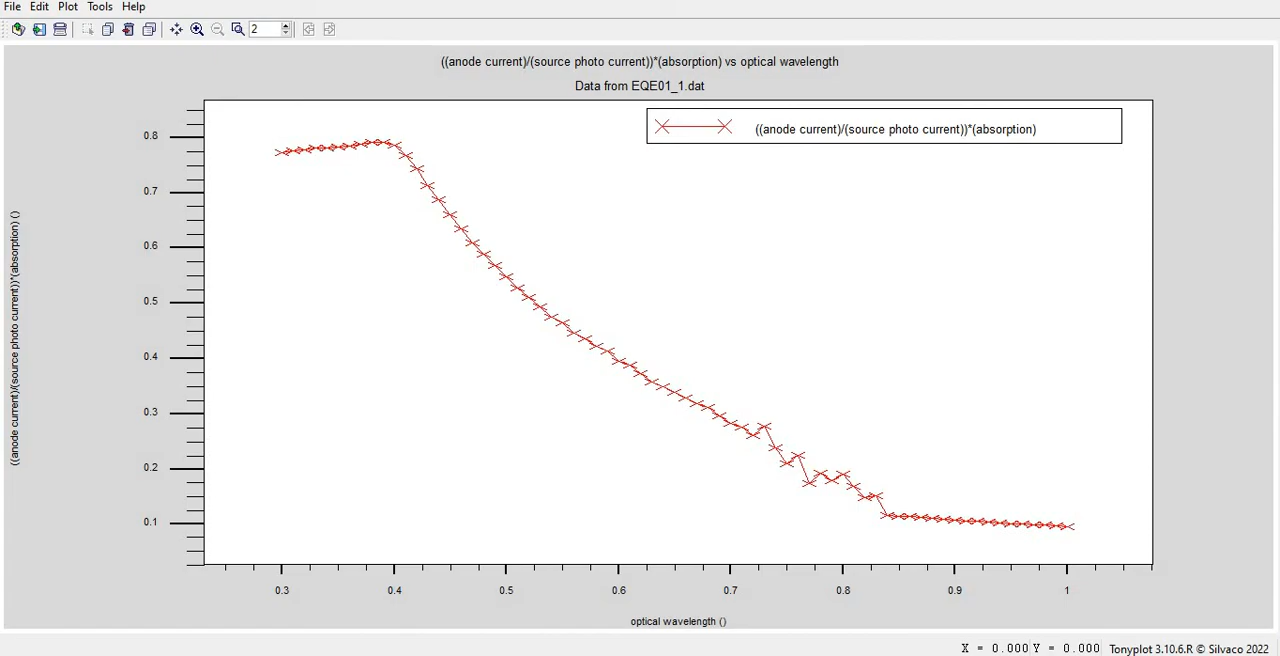 File Edit Plot Tools Help
2
((anode current)/(source photo current))*(absorption) vs optical wavelength
Data from EQE01_1.dat
((anode current)/(source photo current))*(absorption)
((anode current)/(source photo current))*(absorption) ()
0.8
0.7
0.6
0.5
0.4
0.3
0.2
0.1
0.3 0.4 0.5 0.6 0.7 0.8 0.9 1
optical wavelength ()
X = 0.000 Y = 0.000 Tonyplot 3.10.6.R © Silvaco 2022